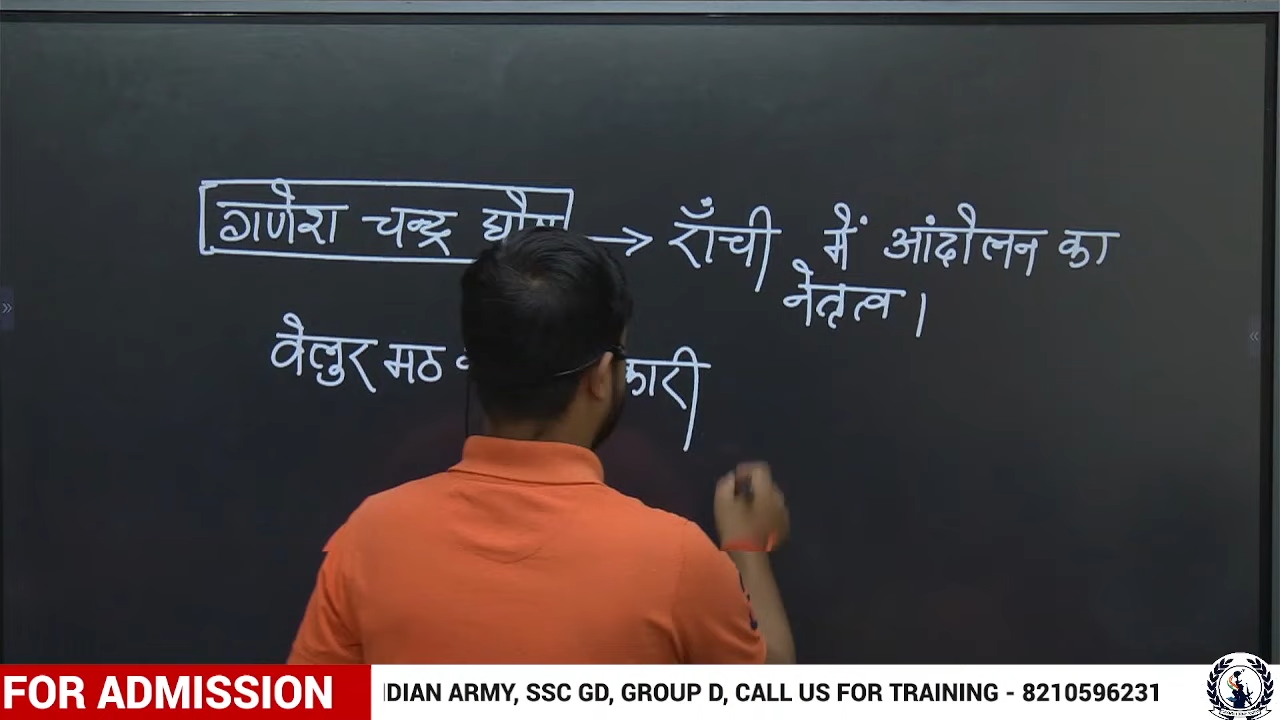 गणेश चन्द्र → राँची में आंदोलन का
नेतृत्व ।
वेलुर मठ कारी
FOR ADMISSION
DIAN ARMY, SSC GD, GROUP D, CALL US FOR TRAINING - 8210596231